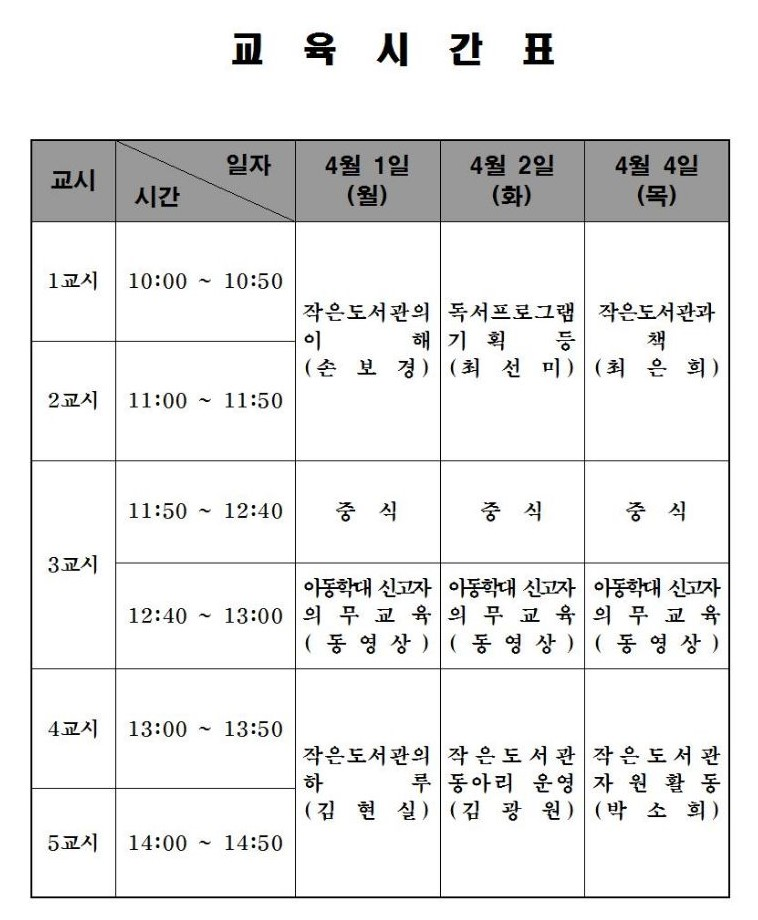 교 육 시 간 표
교시 일자 4월 1일 4월 2일 4월 4일
시간 (월) (화) (목)
1교시 10:00 ~ 10:50
작은도서관의 독서프로그램 작은도서관과
이 해 기 획 등 책
(손 보 경) (최 선 미) (최 은 희)
2교시 11:00 ~ 11:50
3교시
11:50 ~ 12:40 중 식 중 식 중 식
12:40 ~ 13:00
아동학대 신고자 아동학대 신고자 아동학대 신고자
의 무 교 육 의 무 교 육 의 무 교 육
( 동 영 상 ) ( 동 영 상 ) ( 동 영 상 )
4교시 13:00 ~ 13:50
작은도서관의 작 은 도 서 관 작 은 도 서 관
하 루 동아리 운영 자 원 활 동
(김 현 실) (김 광 원) (박 소 희)
5교시 14:00 ~ 14:50